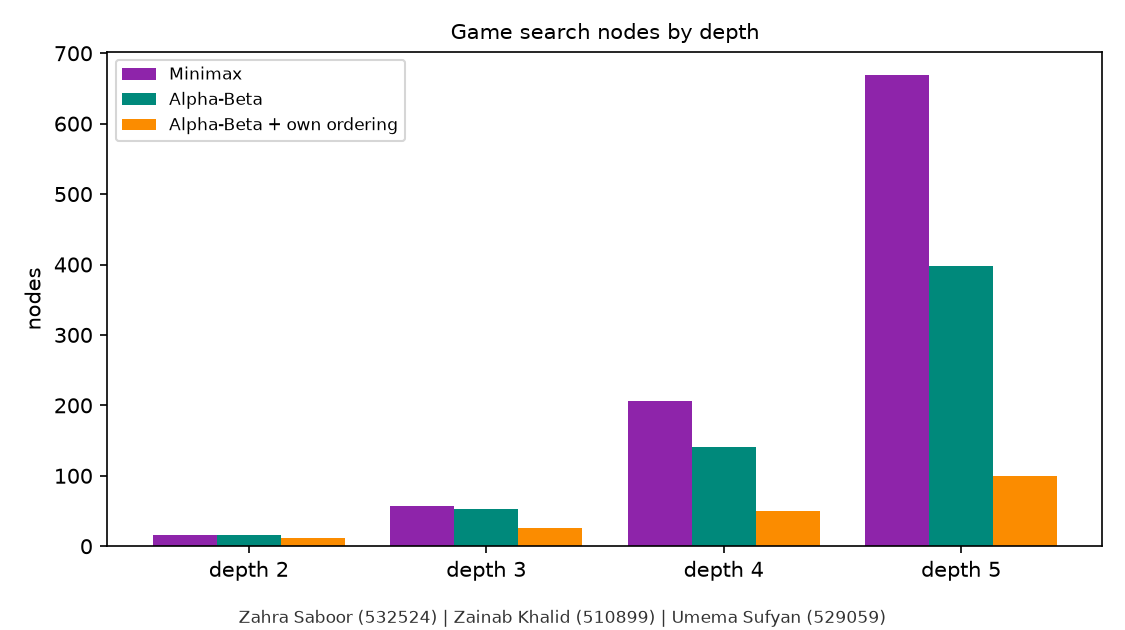 Game search nodes by depth
Minimax
Alpha-Beta
Alpha-Beta + own ordering
nodes
700
600
500
400
300
200
100
0
depth 2 depth 3 depth 4 depth 5
Zahra Saboor (532524) | Zainab Khalid (510899) | Umema Sufyan (529059)